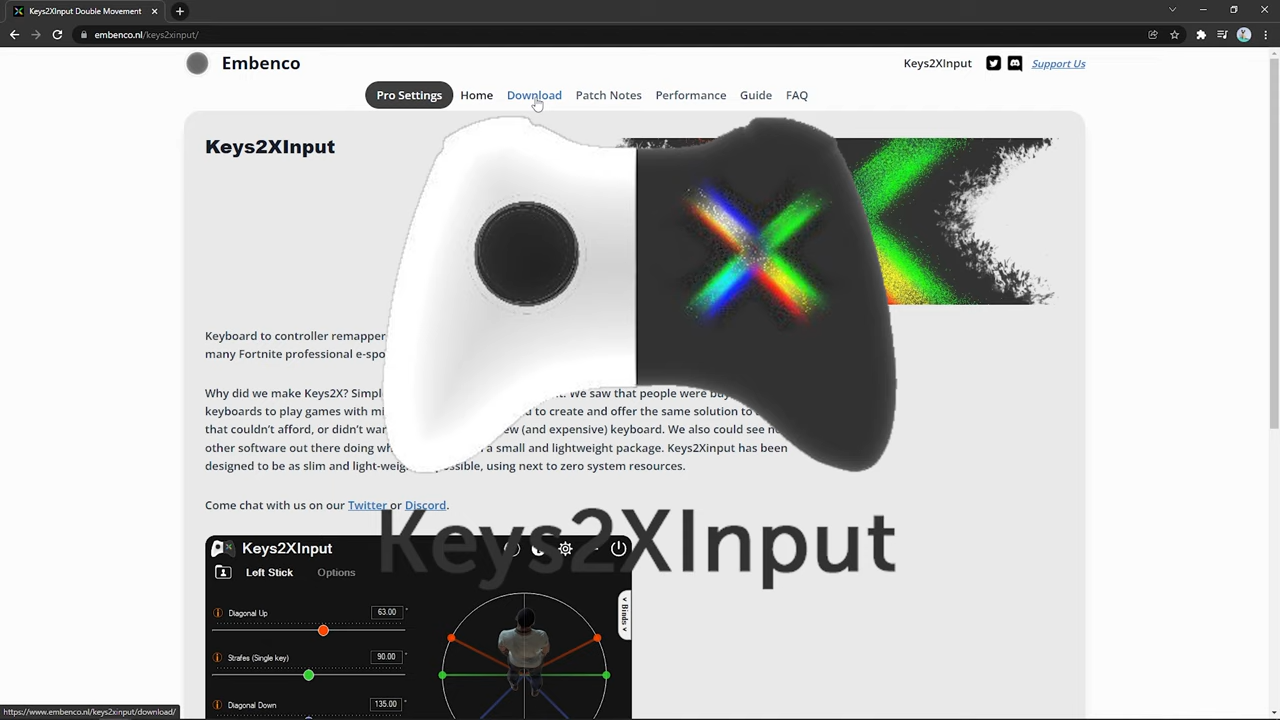 Keys2XInput Double Movement
embenco.nl/keys2xinput/
Embenco
Keys2XInput
Support Us
Pro Settings
Home
Download
Patch Notes
Performance
Guide
FAQ
Keys2XInput
Keyboard to controller remapper
many Fortnite professional e-spo
Why did we make Keys2X? Simpl We saw that people were
keyboards to play games with to create and offer the same solution to
that couldn't afford, or didn't (and expensive) keyboard. We also could see
other software out there doing a small and lightweight package. Keys2Xinput has been
designed to be as slim and light-weig using next to zero system resources.
Come chat with us on our Twitter or Discord.
Keys2XInput
Keys2XInput
Left Stick
Options
Diagonal Up
63.00°
Strafes (Single key)
90.00°
Diagonal Down
135.00°
< Binds >
https://www.embenco.nl/keys2xinput/download/